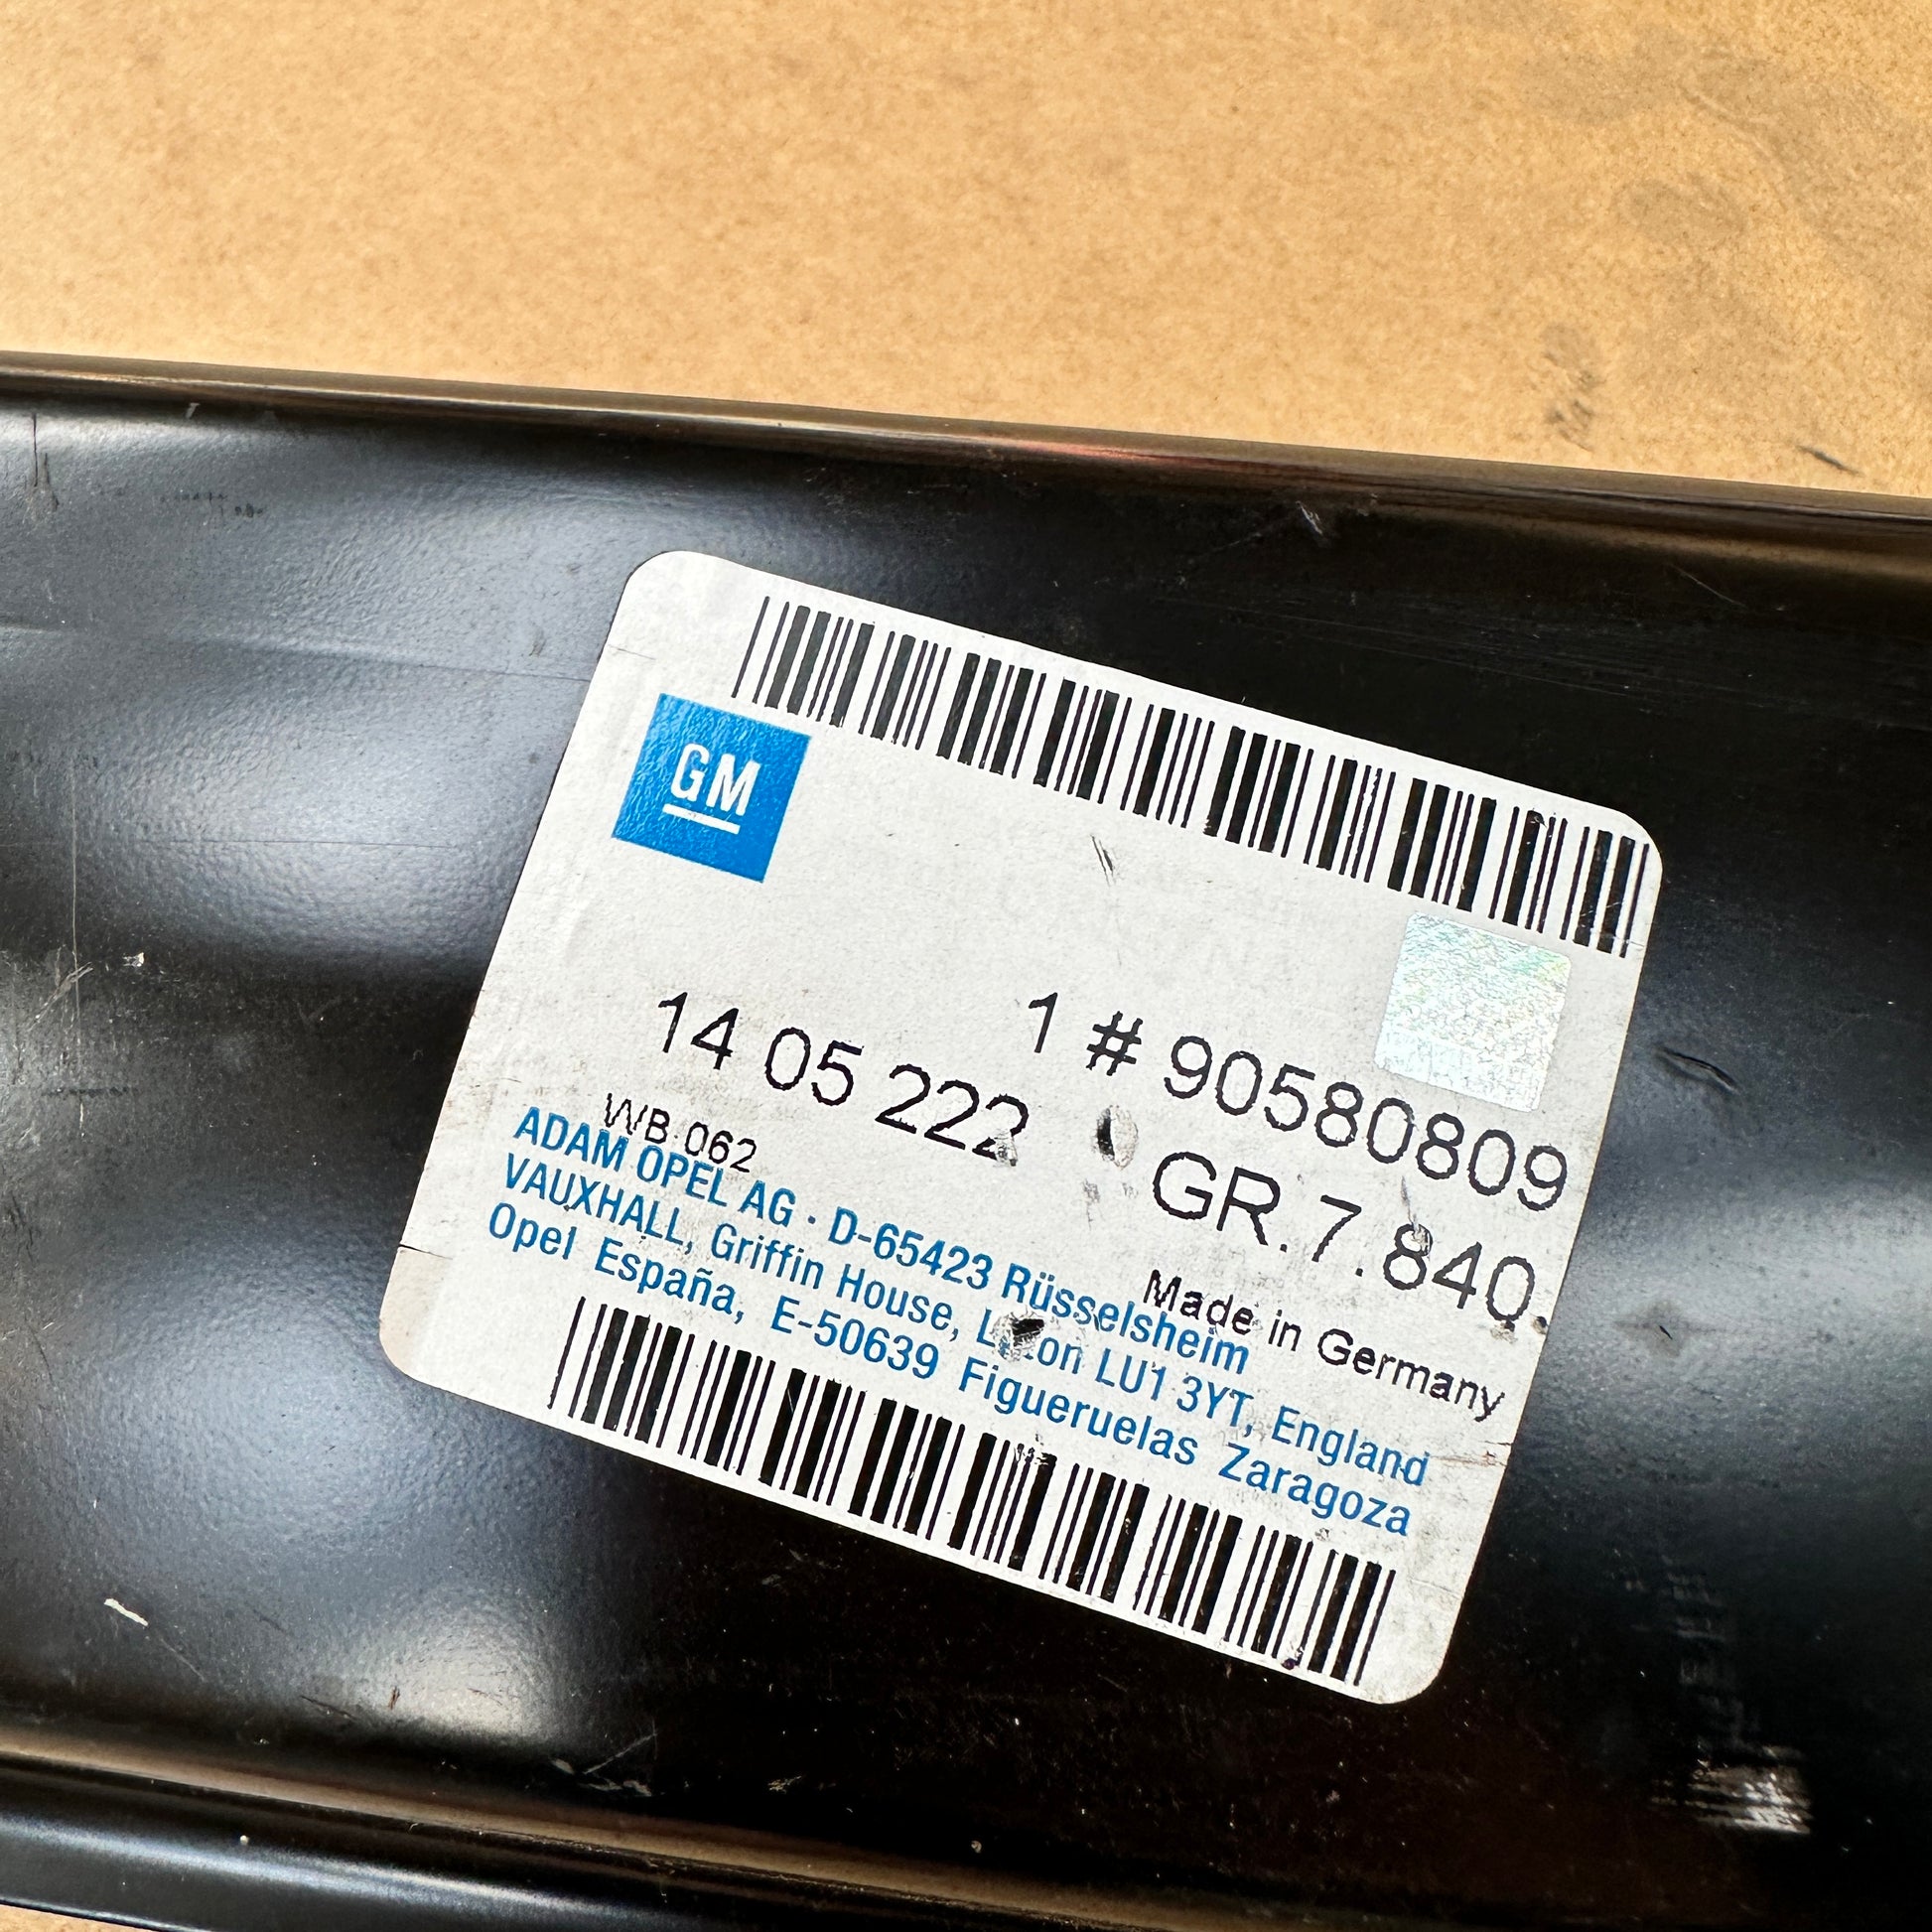 GM
1 # 90580809
14 05 222
GR.7.840.
WB 062
Made in Germany
ADAM OPEL AG · D-65423 Rüsselsheim
VAUXHALL, Griffin House, LU1 3YT, England
Opel España, E-50639 Figueruelas Zaragoza